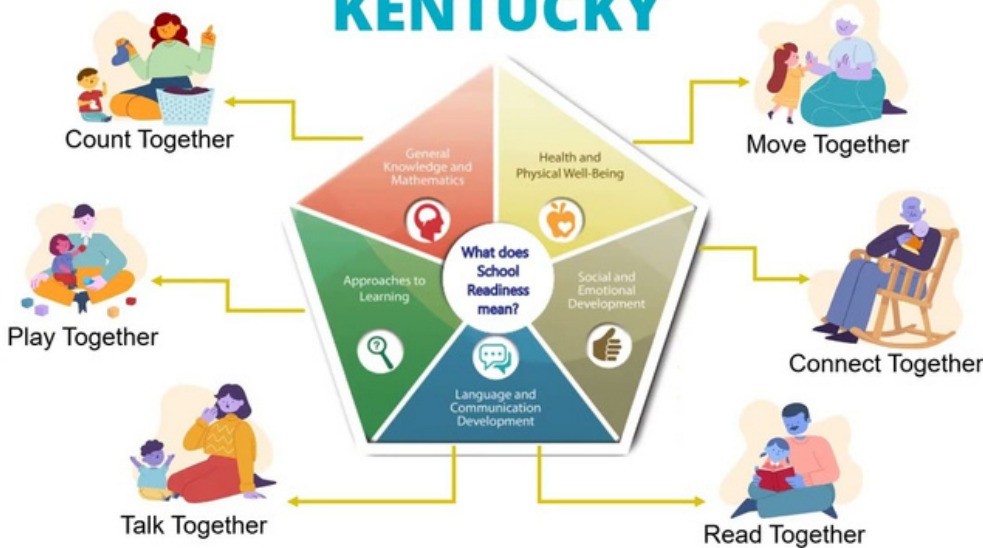 KENTUCKY
Count Together
Move Together
General
Knowledge and
Mathematics
Health and
Physical Well-Being
What does
School
Readiness
mean?
Approaches to
Learning
Social and
Emotional
Development
Play Together
Connect Together
?
Language and
Communication
Development
Talk Together
Read Together